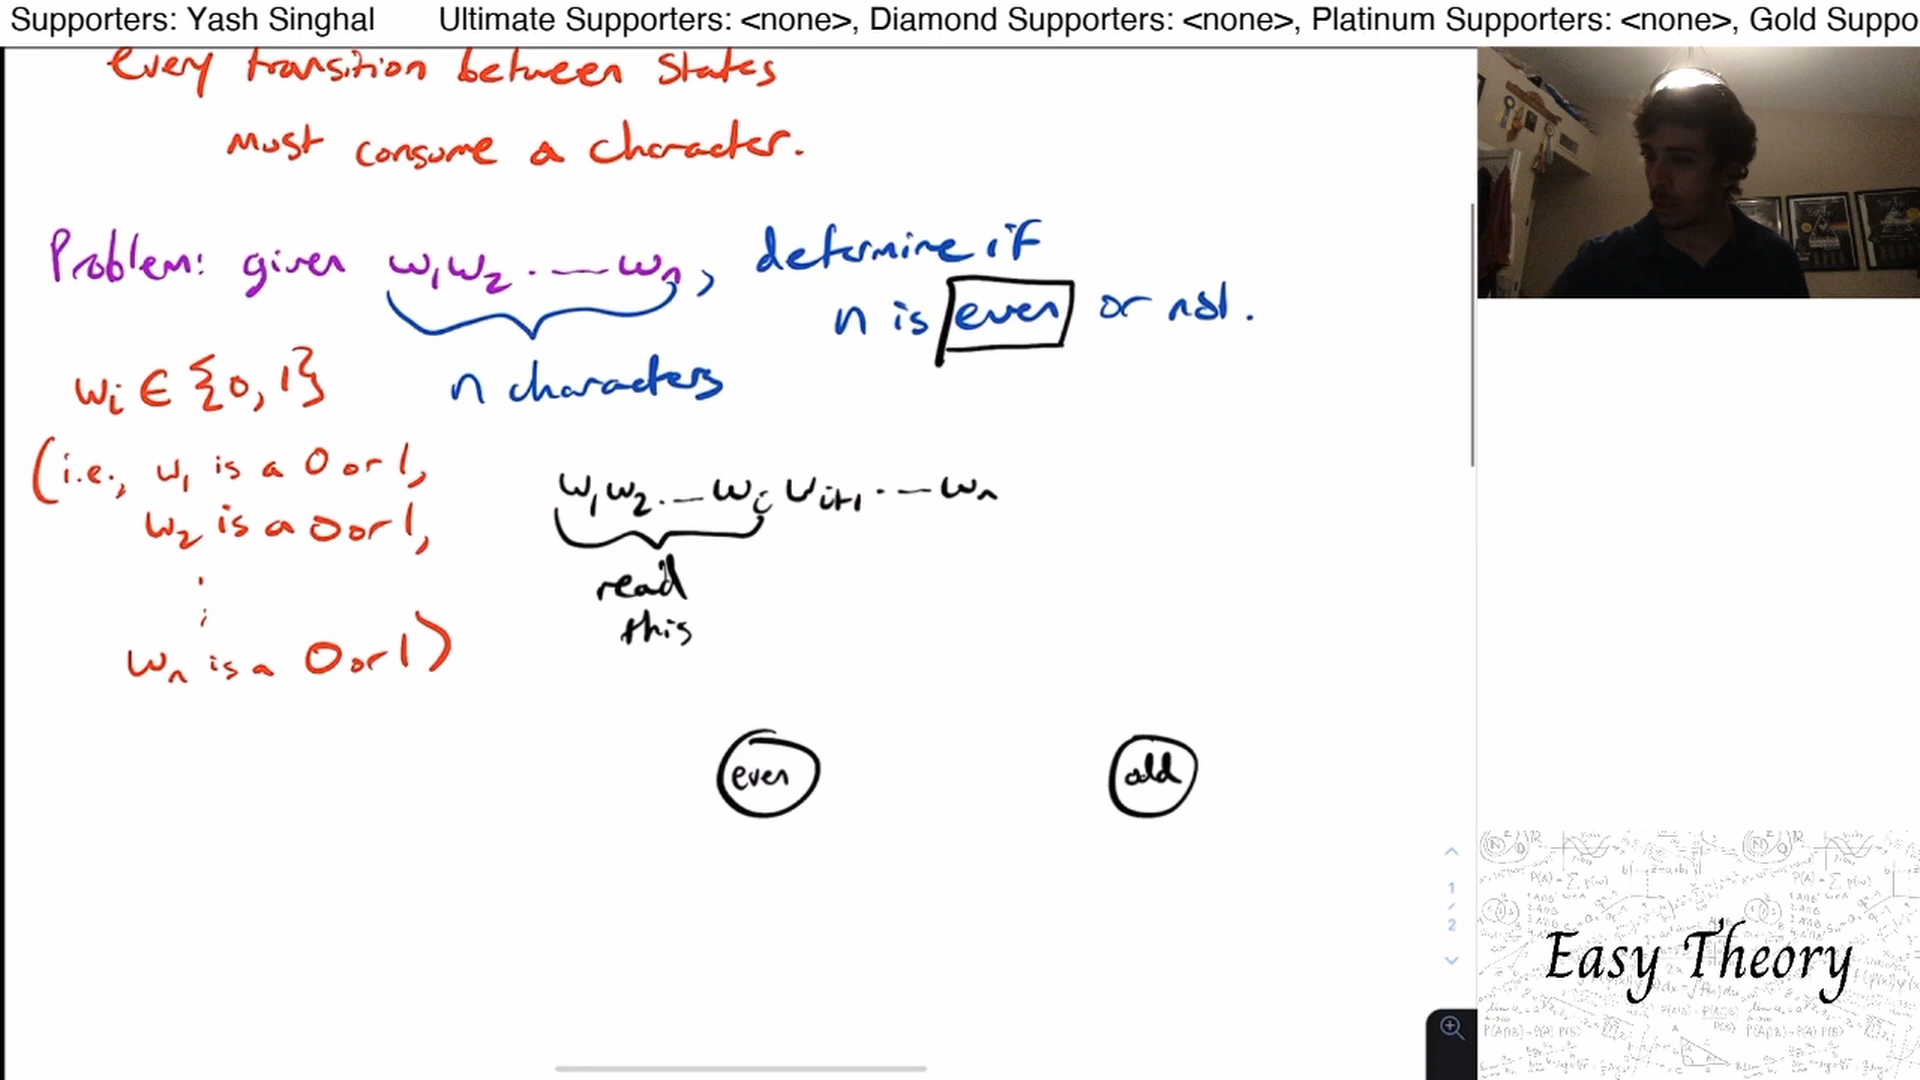 Supporters: Yash Singhal Ultimate Supporters: <none>, Diamond Supporters: <none>, Platinum Supporters: <none>, Gold Suppo
every transition between states
must consume a character.
Problem: given w₁w₂...wₙ, determine if
n is even or not.
n characters
wᵢ ∈ {0,1}
(i.e., w₁ is a 0 or 1,
w₂ is a 0 or 1,
⋮
wₙ is a 0 or 1)
w₁w₂...wᵢ wᵢ₊₁...wₙ
read
this
even odd
1
2
Easy Theory